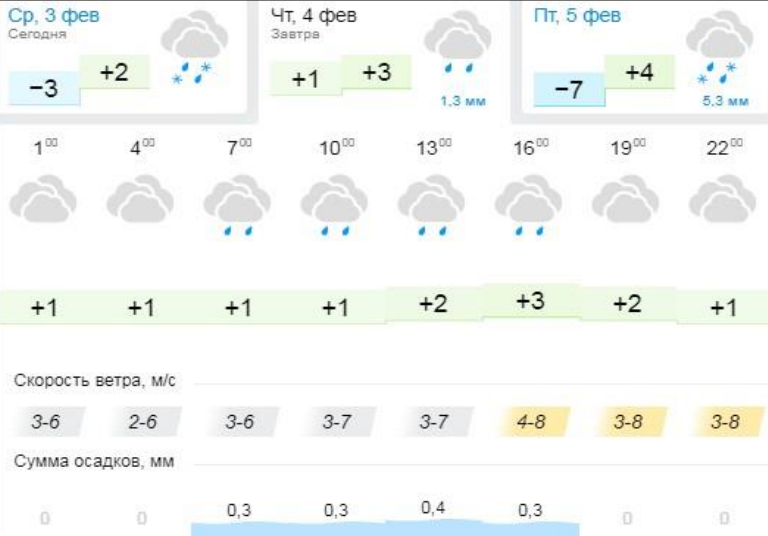 Ср, 3 фев
Сегодня
−3
+2
Чт, 4 фев
Завтра
+1
+3
1,3 мм
Пт, 5 фев
−7
+4
5,3 мм
1⁰⁰ 4⁰⁰ 7⁰⁰ 10⁰⁰ 13⁰⁰ 16⁰⁰ 19⁰⁰ 22⁰⁰
+1 +1 +1 +1 +2 +3 +2 +1
Скорость ветра, м/с
3-6 2-6 3-6 3-7 3-7 4-8 3-8 3-8
Сумма осадков, мм
0 0 0,3 0,3 0,4 0,3 0 0